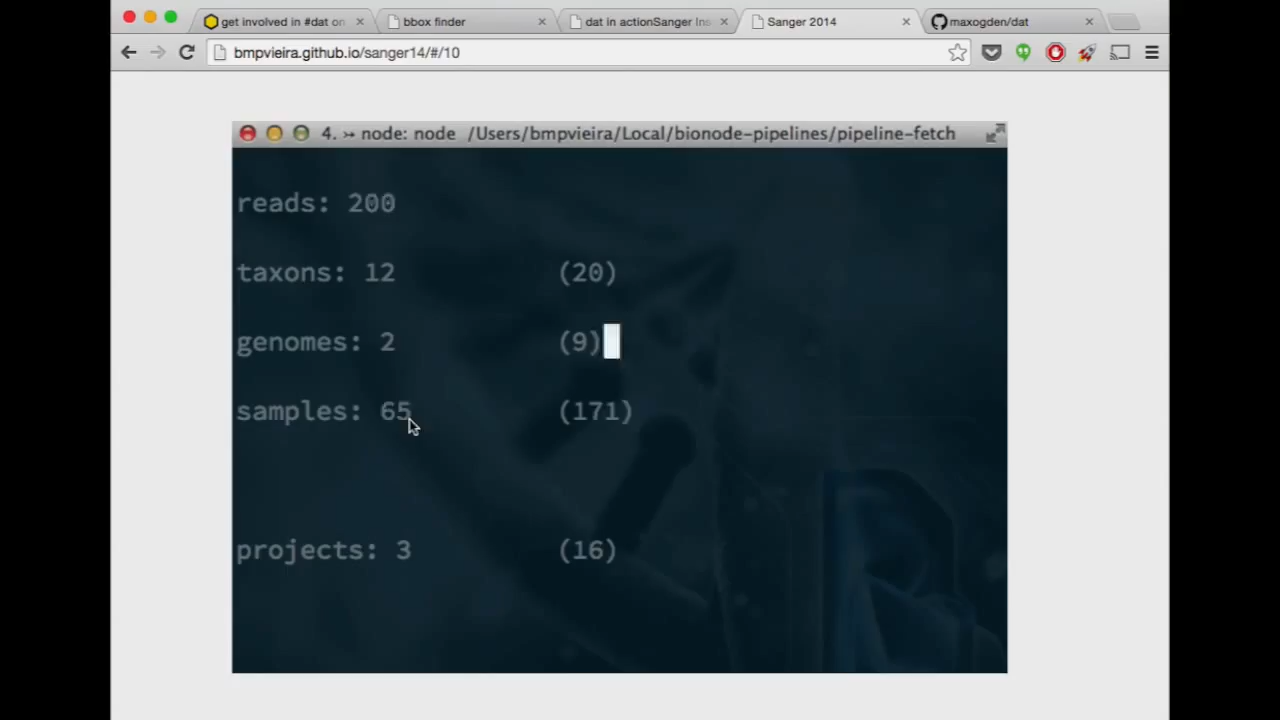 get involved in #dat on
bbox finder
dat in actionSanger Ins
Sanger 2014
maxogden/dat
bmpvieira.github.io/sanger14/#/10
4. ↣ node: node /Users/bmpvieira/Local/bionode-pipelines/pipeline-fetch
reads: 200
taxons: 12 (20)
genomes: 2 (9)
samples: 65 (171)
projects: 3 (16)